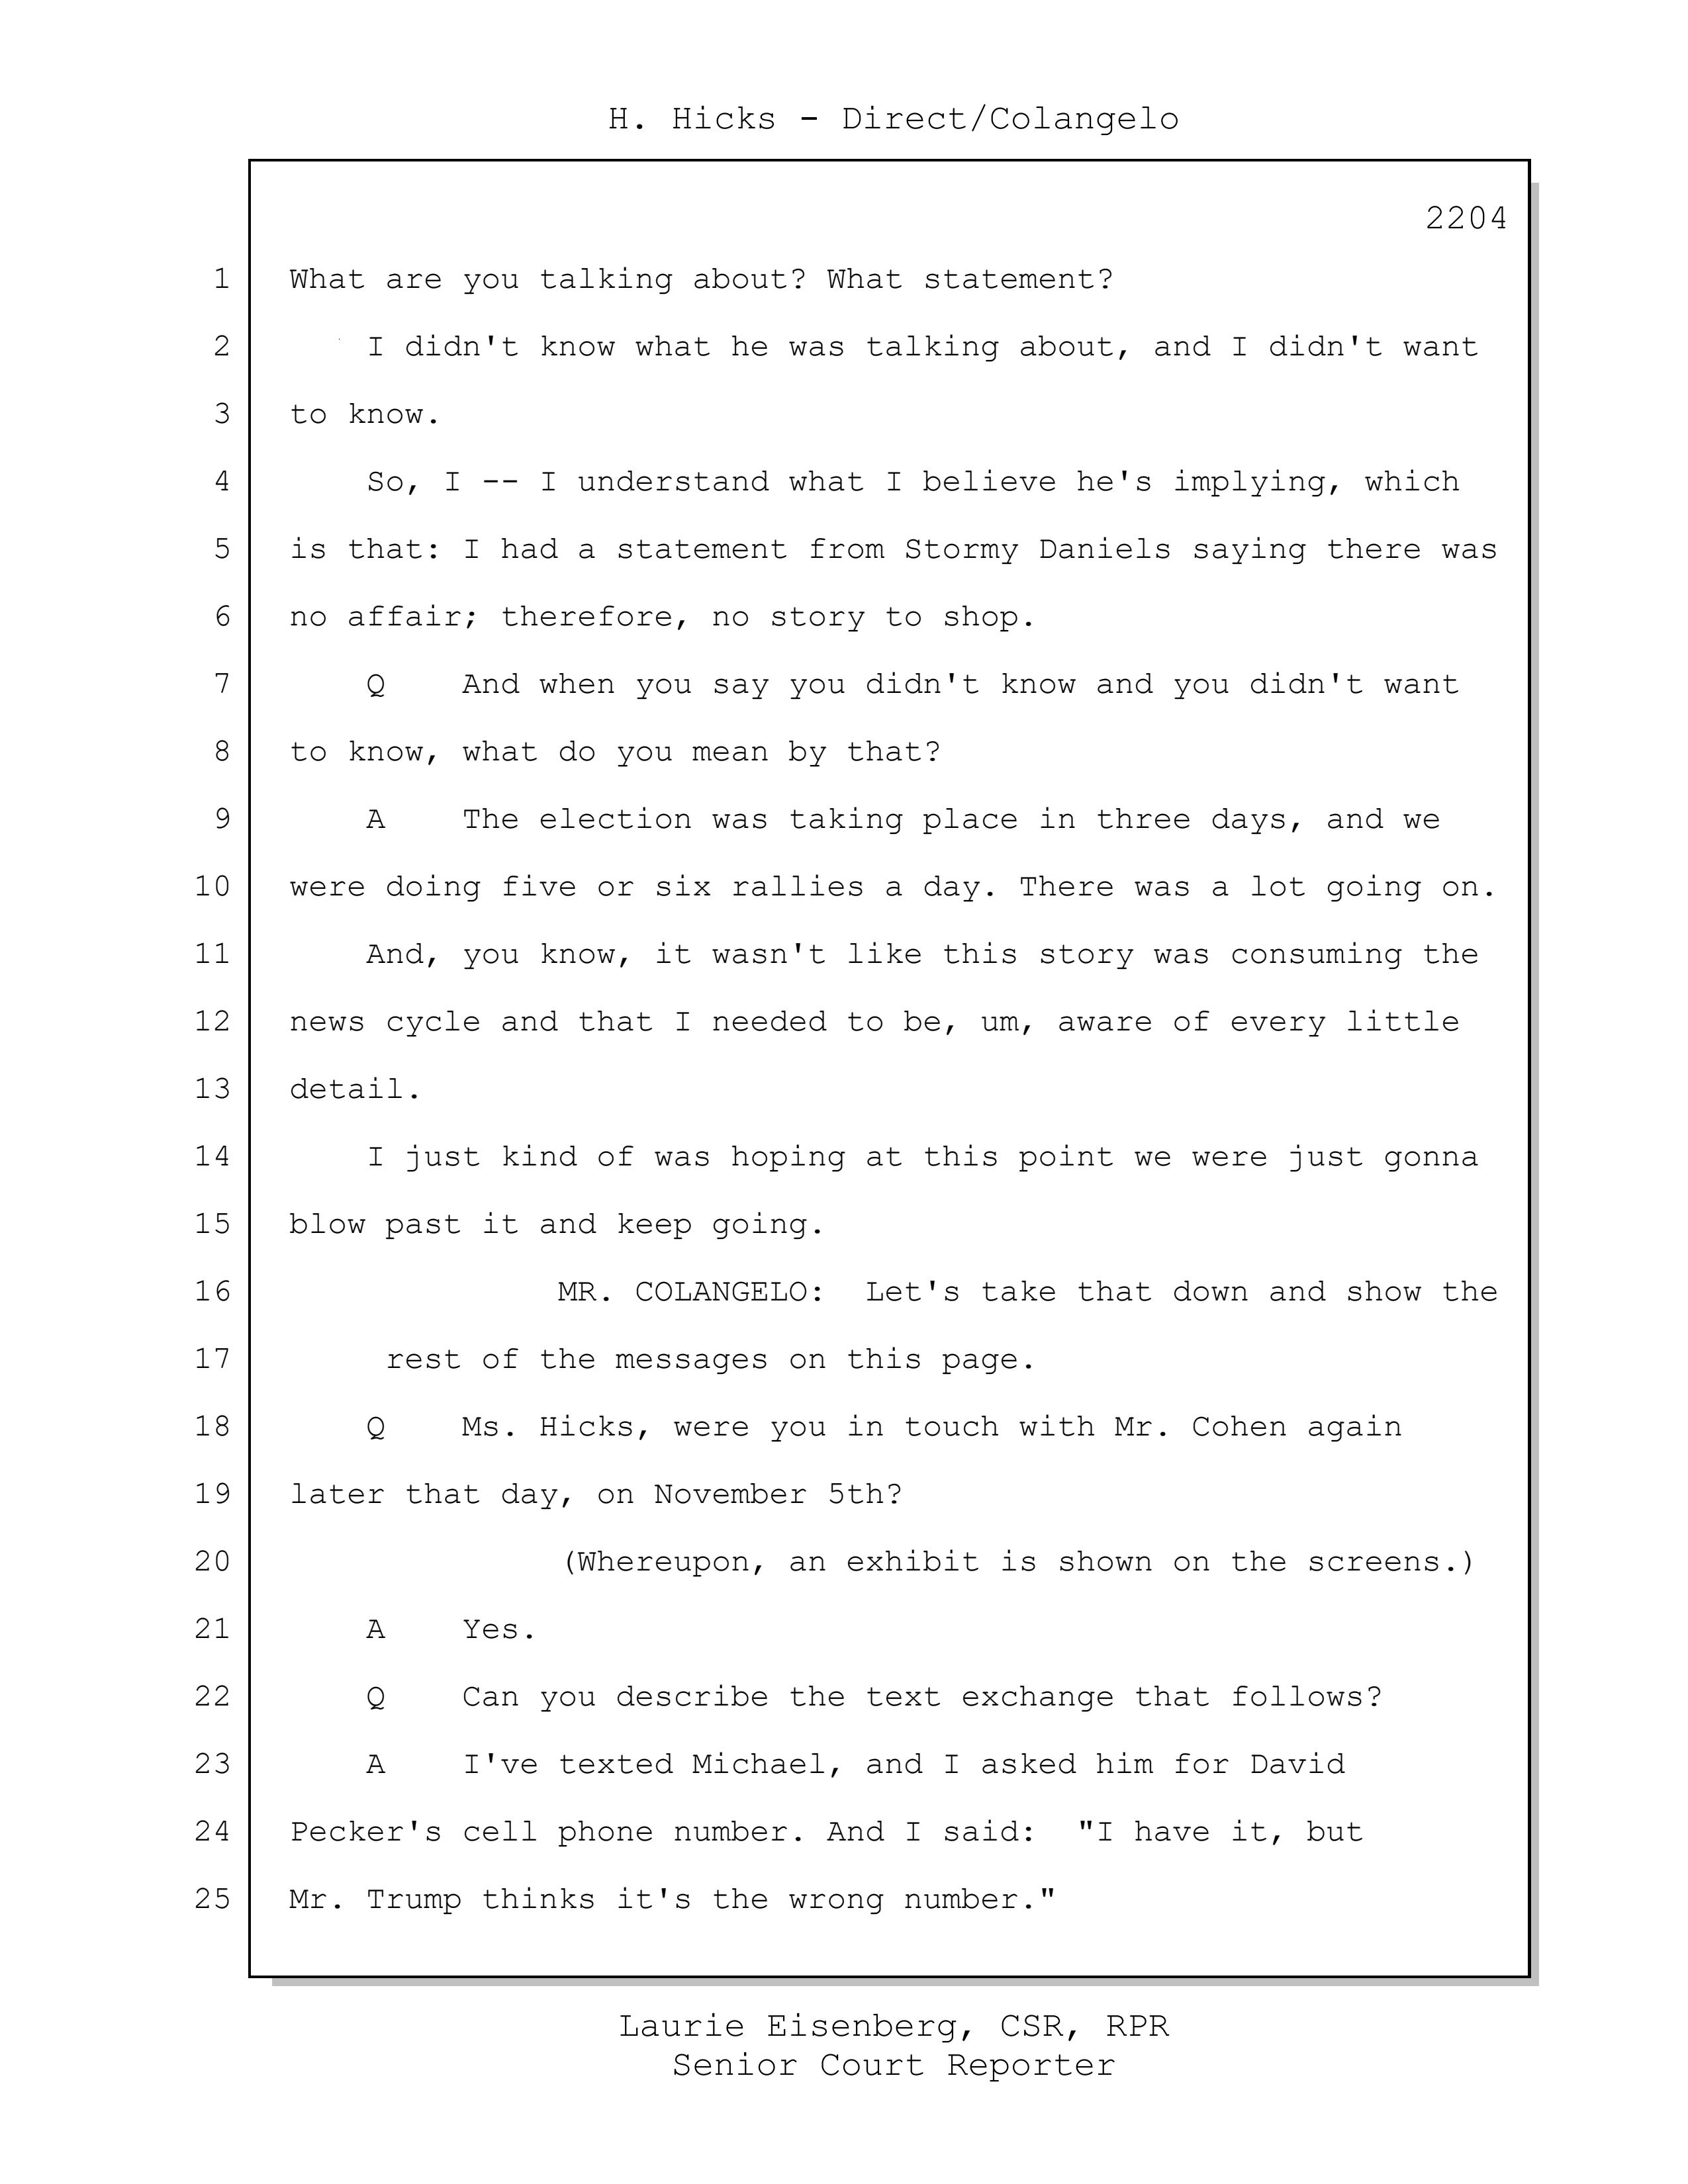 H. Hicks - Direct/Colangelo
2204
1 What are you talking about? What statement?
2 I didn't know what he was talking about, and I didn't want
3 to know.
4 So, I -- I understand what I believe he's implying, which
5 is that: I had a statement from Stormy Daniels saying there was
6 no affair; therefore, no story to shop.
7 Q And when you say you didn't know and you didn't want
8 to know, what do you mean by that?
9 A The election was taking place in three days, and we
10 were doing five or six rallies a day. There was a lot going on.
11 And, you know, it wasn't like this story was consuming the
12 news cycle and that I needed to be, um, aware of every little
13 detail.
14 I just kind of was hoping at this point we were just gonna
15 blow past it and keep going.
16 MR. COLANGELO: Let's take that down and show the
17 rest of the messages on this page.
18 Q Ms. Hicks, were you in touch with Mr. Cohen again
19 later that day, on November 5th?
20 (Whereupon, an exhibit is shown on the screens.)
21 A Yes.
22 Q Can you describe the text exchange that follows?
23 A I've texted Michael, and I asked him for David
24 Pecker's cell phone number. And I said: "I have it, but
25 Mr. Trump thinks it's the wrong number."
Laurie Eisenberg, CSR, RPR
Senior Court Reporter